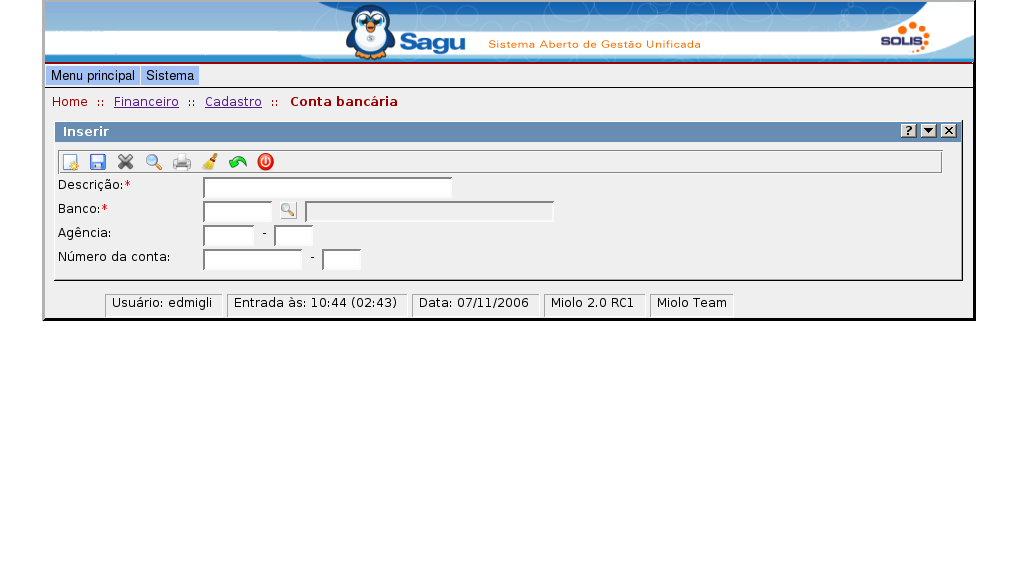 Sagu Sistema Aberto de Gestão Unificada SOLIS
Menu principal Sistema
Home :: Financeiro :: Cadastro :: Conta bancária
Inserir ?
Descrição:*
Banco:*
Agência: -
Número da conta: -
Usuário: edmigli Entrada às: 10:44 (02:43) Data: 07/11/2006 Miolo 2.0 RC1 Miolo Team